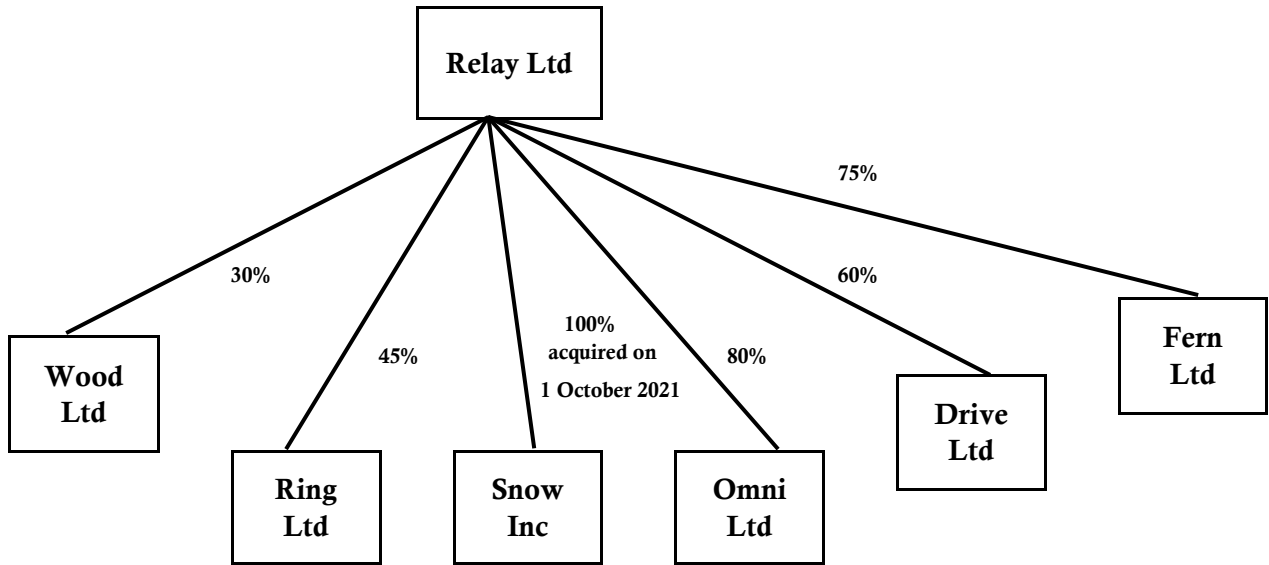 Relay Ltd
75%
30%
60%
100%
acquired on
1 October 2021
45%
80%
Wood
Ltd
Ring
Ltd
Snow
Inc
Omni
Ltd
Drive
Ltd
Fern
Ltd